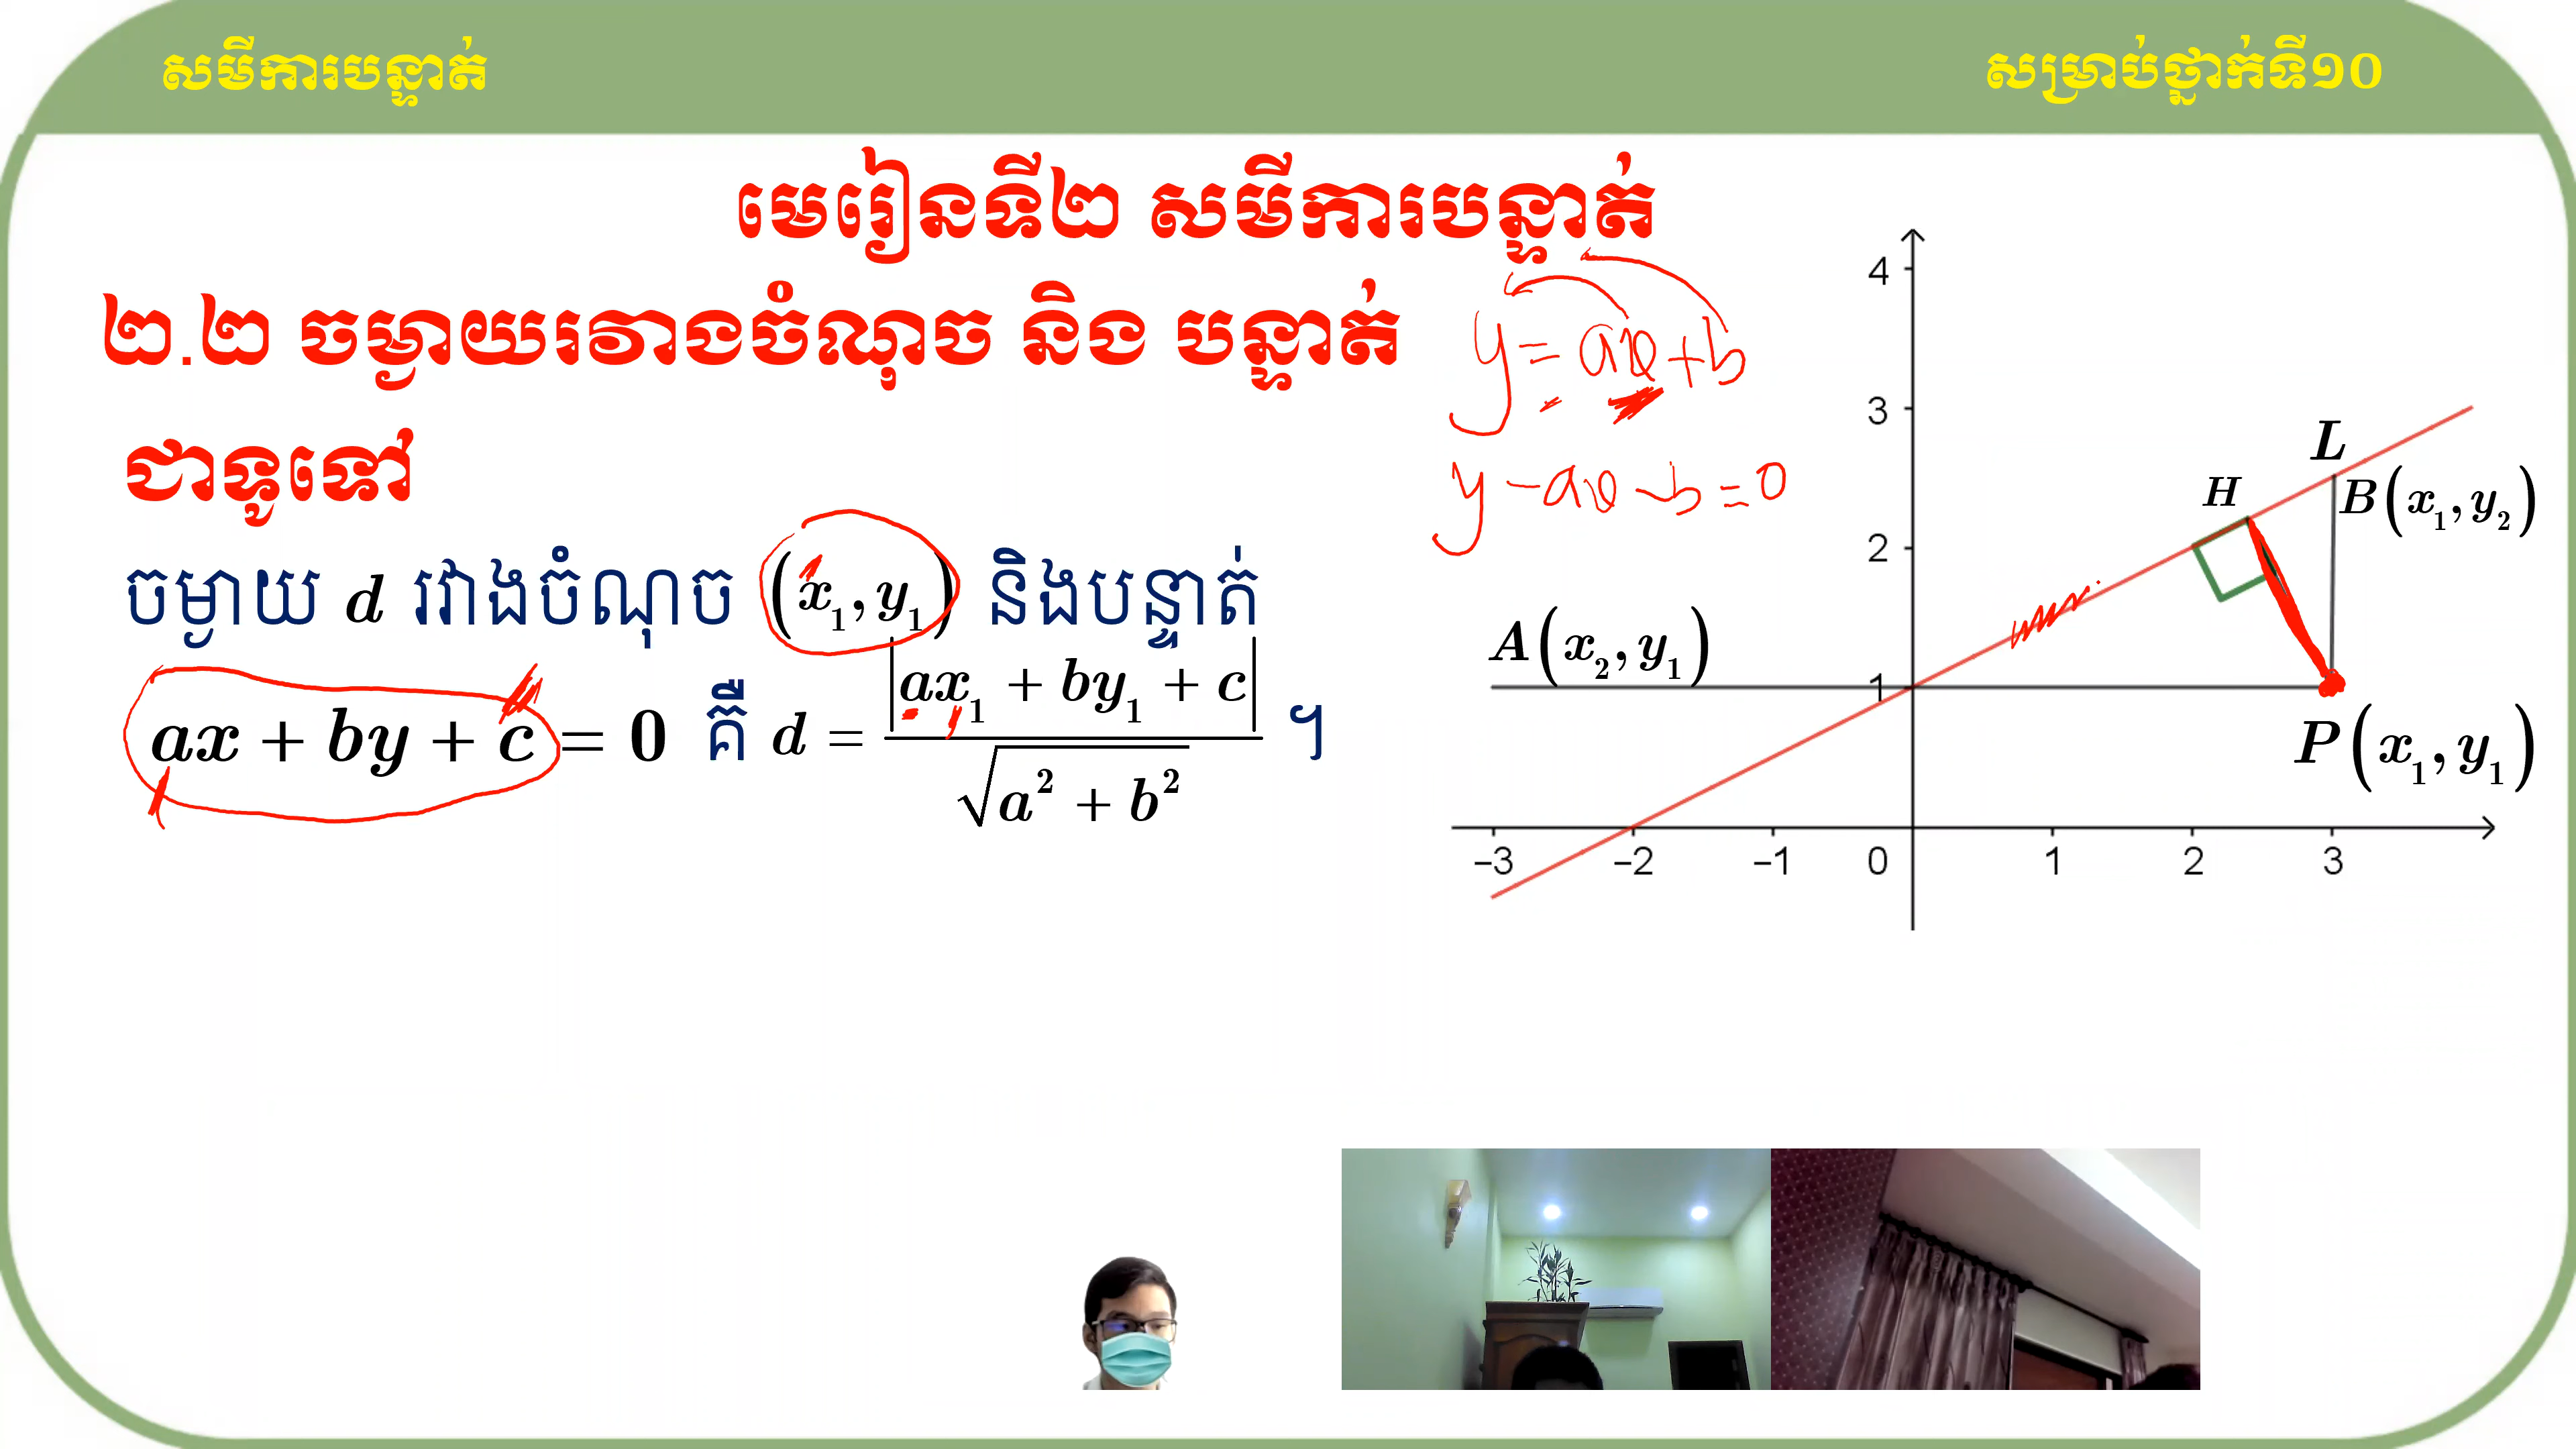 សមីការបន្ទាត់
សម្រាប់ថ្នាក់ទី១០
មេរៀនទី២ សមីការបន្ទាត់
២.២ ចម្ងាយរវាងចំណុច និង បន្ទាត់
ជាទូទៅ
ចម្ងាយ d រវាងចំណុច (x₁, y₁) និងបន្ទាត់
ax + by + c = 0 គឺ d = |ax₁ + by₁ + c| / √(a² + b²) ។
y = ax + b
y - ax - b = 0
4
3
2
1
-3 -2 -1 0 1 2 3
L
H
B(x₁, y₂)
A(x₂, y₁)
P(x₁, y₁)